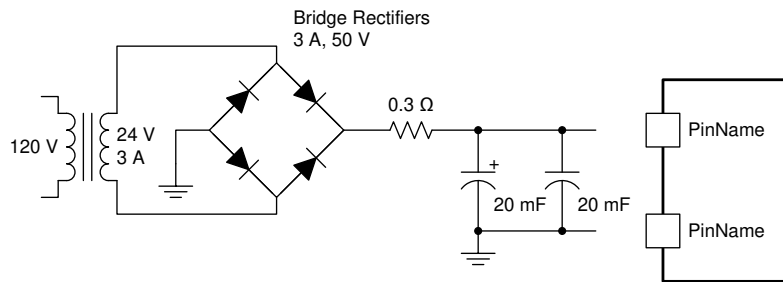 Bridge Rectifiers
3 A, 50 V
120 V
24 V
3 A
0.3 Ω
+
20 mF
20 mF
PinName
PinName